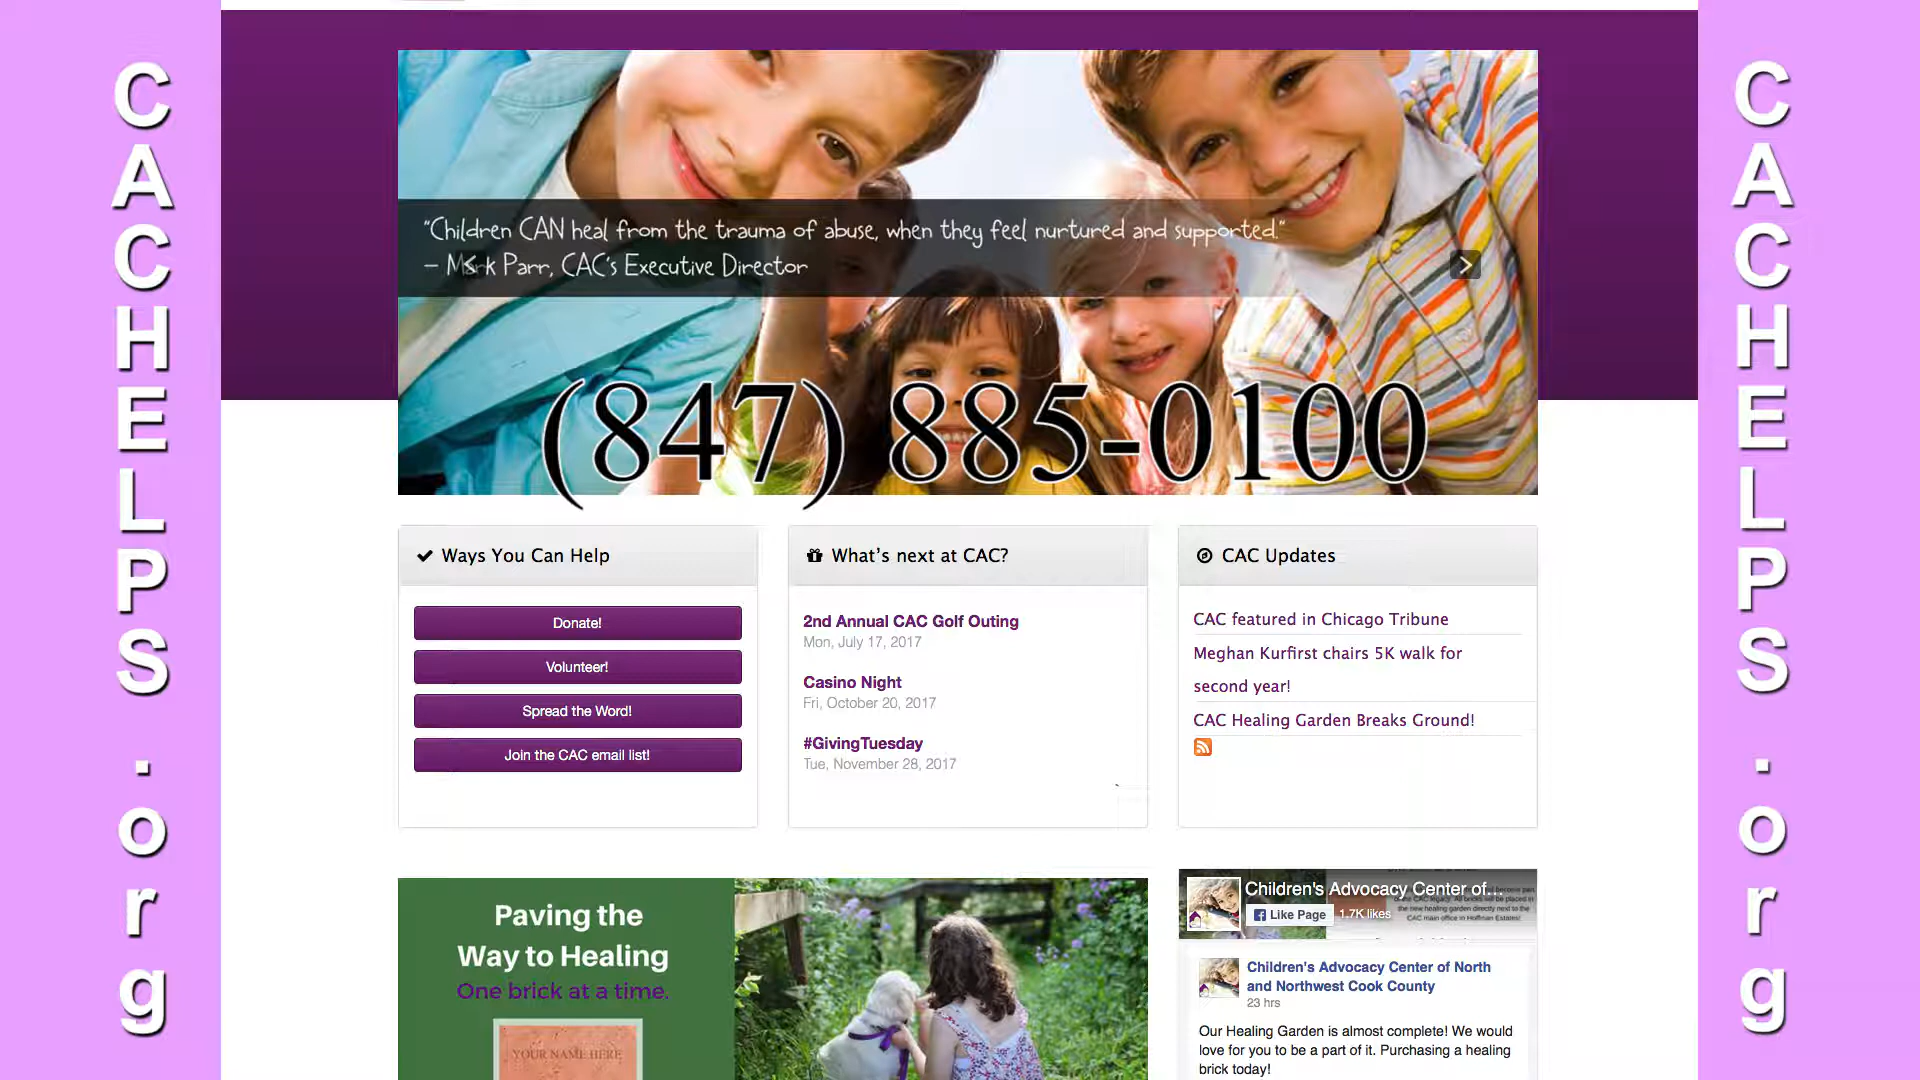 CACHELPS.org
"Children CAN heal from the trauma of abuse, when they feel nurtured and supported."
– Mark Parr, CAC's Executive Director
(847) 885-0100
Ways You Can Help
Donate!
Volunteer!
Spread the Word!
Join the CAC email list!
What's next at CAC?
2nd Annual CAC Golf Outing
Mon, July 17, 2017
Casino Night
Fri, October 20, 2017
#GivingTuesday
Tue, November 28, 2017
CAC Updates
CAC featured in Chicago Tribune
Meghan Kurfirst chairs 5K walk for
second year!
CAC Healing Garden Breaks Ground!
Paving the
Way to Healing
One brick at a time.
YOUR NAME HERE
Children's Advocacy Center of...
Like Page
1.7K likes
Children's Advocacy Center of North
and Northwest Cook County
23 hrs
Our Healing Garden is almost complete! We would
love for you to be a part of it. Purchasing a healing
brick today!
CACHELPS.org